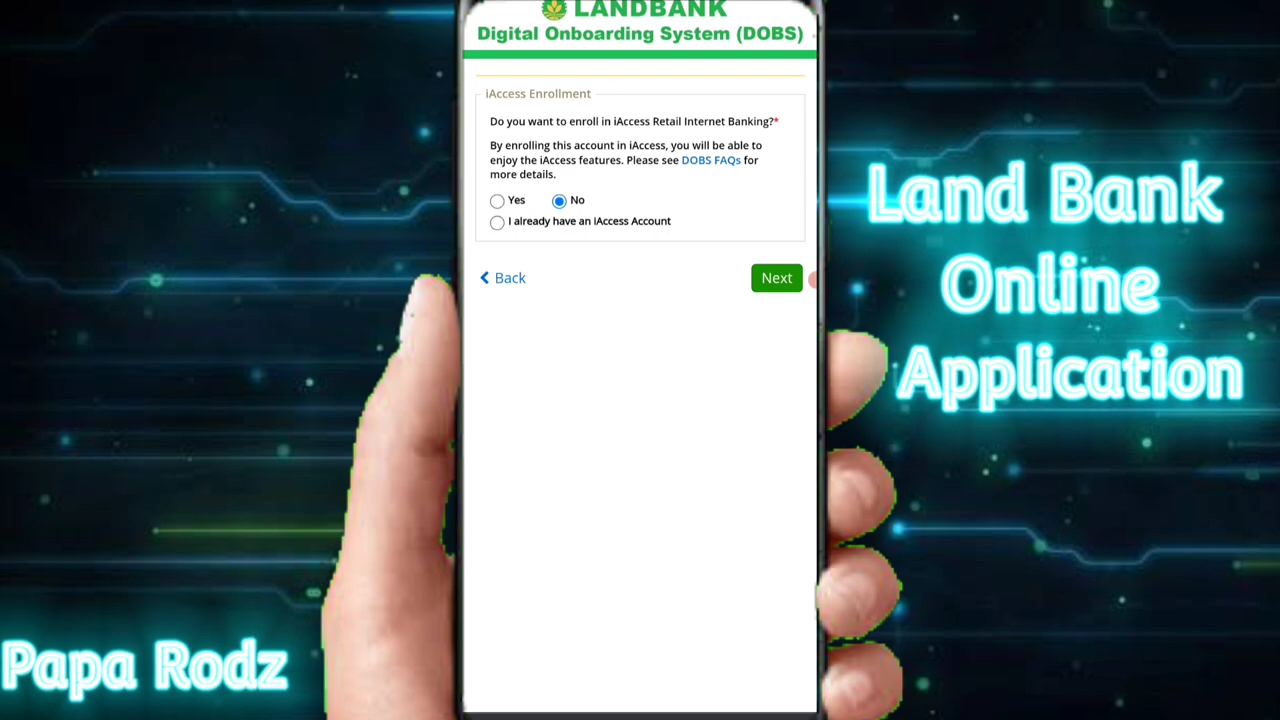 LANDBANK
Digital Onboarding System (DOBS)
iAccess Enrollment
Do you want to enroll in iAccess Retail Internet Banking?*
By enrolling this account in iAccess, you will be able to
enjoy the iAccess features. Please see DOBS FAQs for
more details.
Yes No
I already have an iAccess Account
Back Next
Land Bank
Online
Application
Papa Rodz